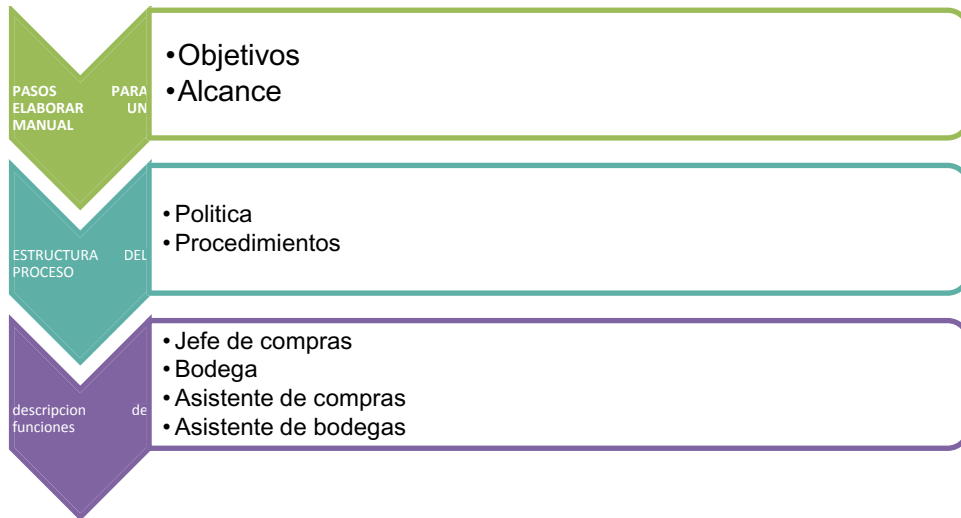 PASOS PARA
ELABORAR UN
MANUAL
•Objetivos
•Alcance
ESTRUCTURA DEL
PROCESO
•Politica
•Procedimientos
descripcion de
funciones
•Jefe de compras
•Bodega
•Asistente de compras
•Asistente de bodegas